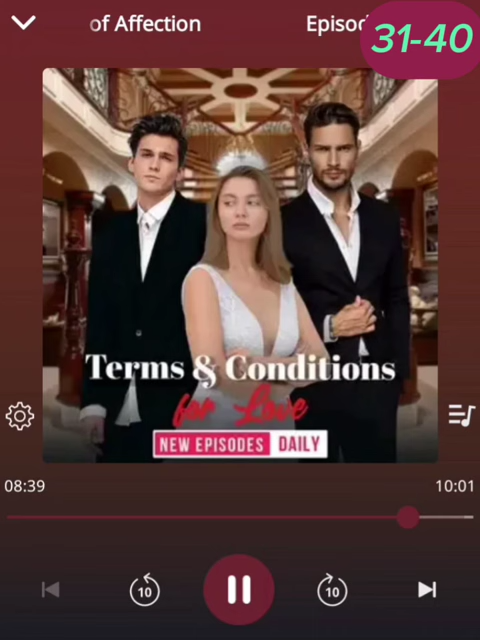 of Affection
Episod
31-40
Terms & Conditions
for Love
NEW EPISODES DAILY
08:39
10:01
10
10